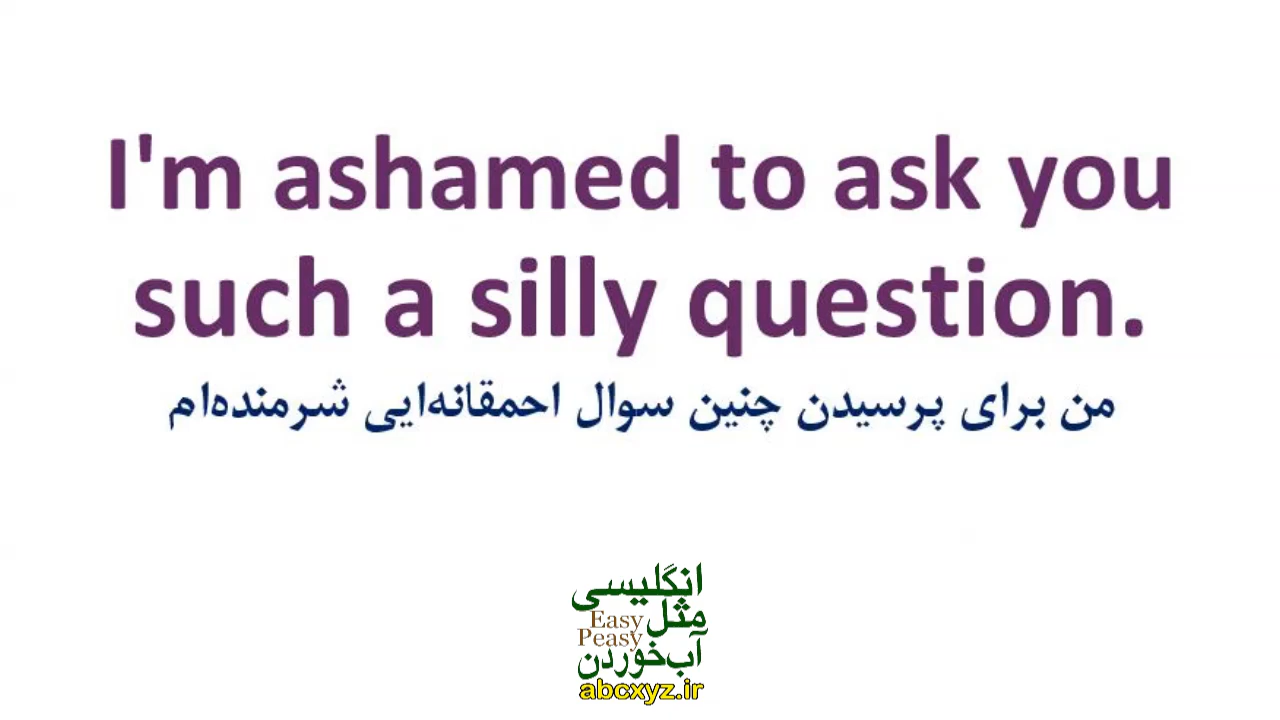 I'm ashamed to ask you
such a silly question.
من برای پرسیدن چنین سوال احمقانه‌ایی شرمنده‌ام
انگلیسی
مثل
Easy
Peasy
آب‌خوردن
abcxyz.ir